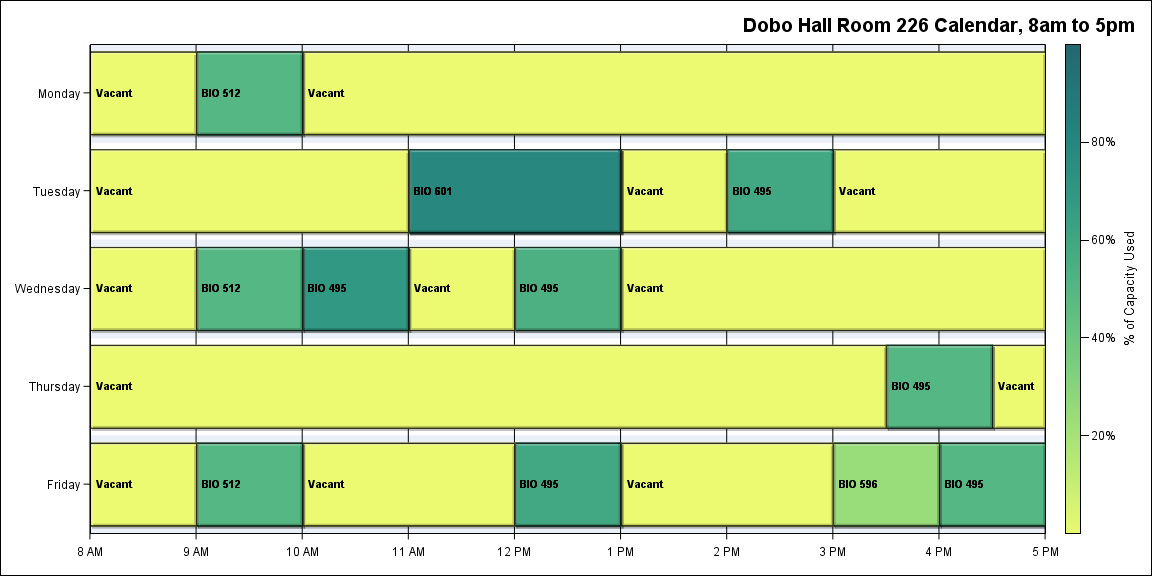 Dobo Hall Room 226 Calendar, 8am to 5pm
Monday Vacant BIO 512 Vacant
80%
Tuesday Vacant BIO 601 Vacant BIO 495 Vacant
60%
% of Capacity Used
Wednesday Vacant BIO 512 BIO 495 Vacant BIO 495 Vacant
40%
Thursday Vacant BIO 495 Vacant
20%
Friday Vacant BIO 512 Vacant BIO 495 Vacant BIO 596 BIO 495
8 AM 9 AM 10 AM 11 AM 12 PM 1 PM 2 PM 3 PM 4 PM 5 PM